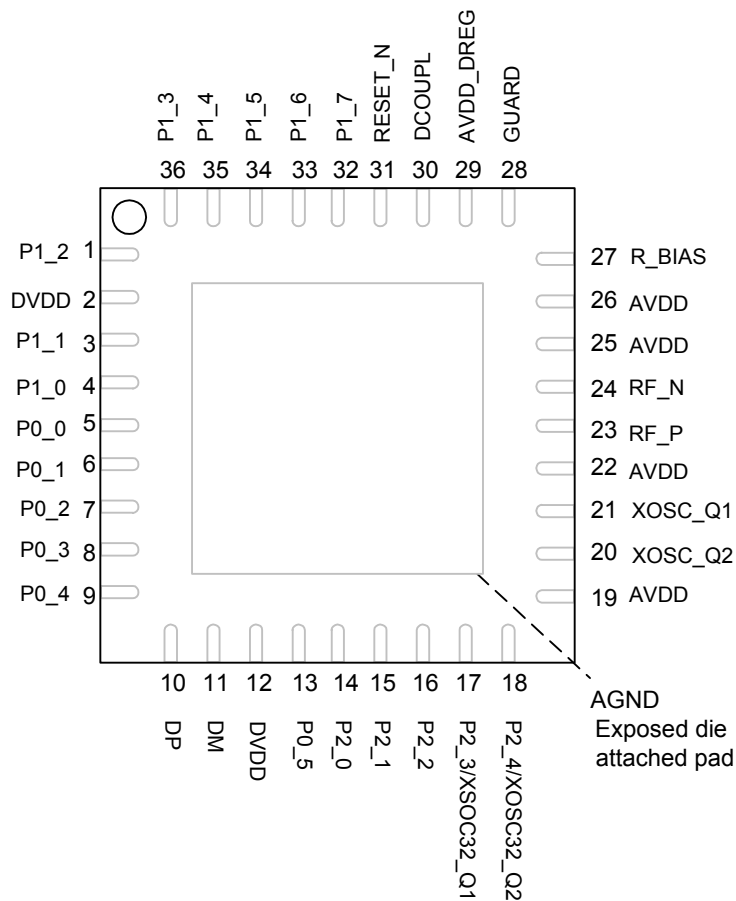 P1_3
P1_4
P1_5
P1_6
P1_7
RESET_N
DCOUPL
AVDD_DREG
GUARD
36 35 34 33 32 31 30 29 28
P1_2 1
DVDD 2
P1_1 3
P1_0 4
P0_0 5
P0_1 6
P0_2 7
P0_3 8
P0_4 9
27 R_BIAS
26 AVDD
25 AVDD
24 RF_N
23 RF_P
22 AVDD
21 XOSC_Q1
20 XOSC_Q2
19 AVDD
10 11 12 13 14 15 16 17 18
DP
DM
DVDD
P0_5
P2_0
P2_1
P2_2
P2_3/XSOC32_Q1
P2_4/XOSC32_Q2
AGND
Exposed die
attached pad